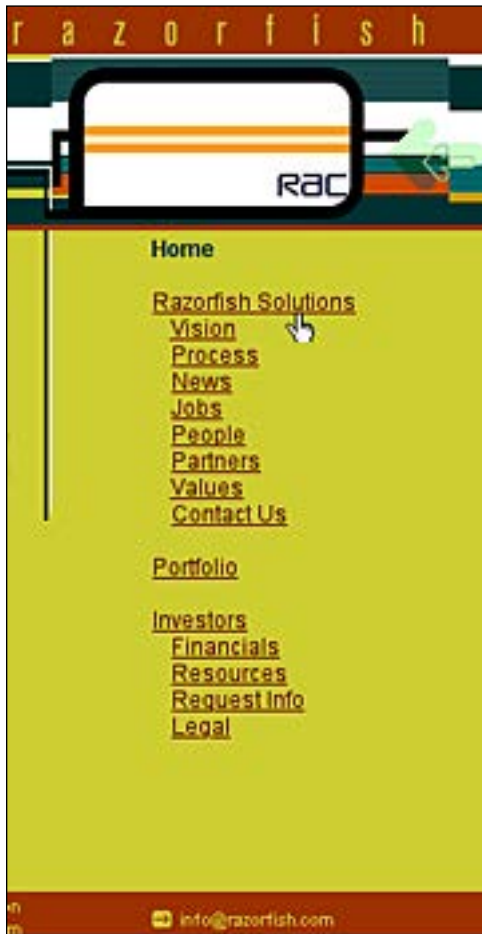 razorfish
Rac
Home
Razorfish Solutions
Vision
Process
News
Jobs
People
Partners
Values
Contact Us
Portfolio
Investors
Financials
Resources
Request Info
Legal
info@razorfish.com